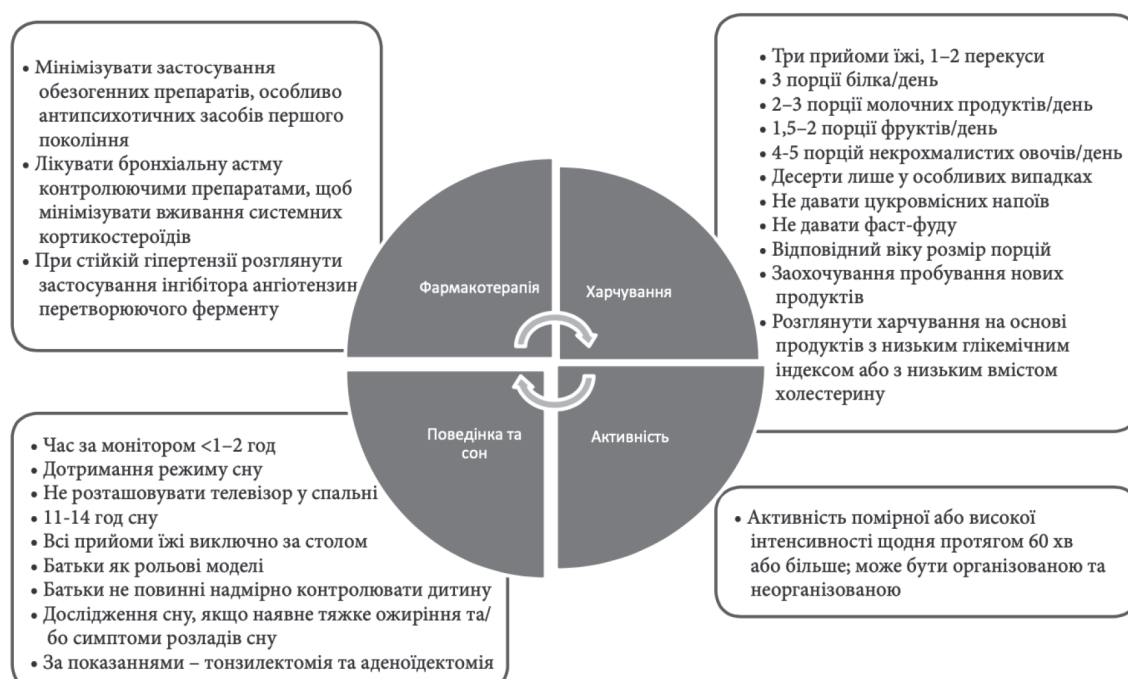 • Мінімізувати застосування
обезогенних препаратів, особливо
антипсихотичних засобів першого
покоління
• Лікувати бронхіальну астму
контролюючими препаратами, щоб
мінімізувати вживання системних
кортикостероїдів
• При стійкій гіпертензії розглянути
застосування інгібітора ангіотензин
перетворюючого ферменту
• Три прийоми їжі, 1–2 перекуси
• 3 порції білка/день
• 2–3 порції молочних продуктів/день
• 1,5–2 порції фруктів/день
• 4-5 порцій некрохмалистих овочів/день
• Десерти лише у особливих випадках
• Не давати цукровмісних напоїв
• Не давати фаст-фуду
• Відповідний віку розмір порцій
• Заохочування пробування нових
продуктів
• Розглянути харчування на основі
продуктів з низьким глікемічним
індексом або з низьким вмістом
холестерину
Фармакотерапія
Харчування
Поведінка та
сон
Активність
• Час за монітором <1–2 год
• Дотримання режиму сну
• Не розташовувати телевізор у спальні
• 11-14 год сну
• Всі прийоми їжі виключно за столом
• Батьки як рольові моделі
• Батьки не повинні надмірно контролювати дитину
• Дослідження сну, якщо наявне тяжке ожиріння та/
бо симптоми розладів сну
• За показаннями – тонзилектомія та аденоїдектомія
• Активність помірної або високої
інтенсивності щодня протягом 60 хв
або більше; може бути організованою та
неорганізованою